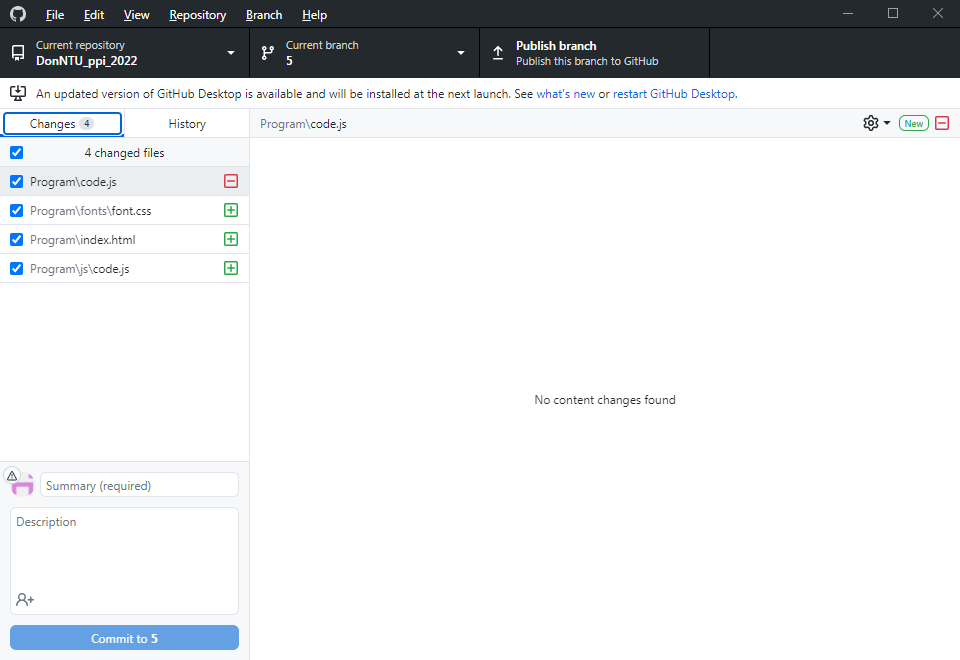 File Edit View Repository Branch Help
Current repository
DonNTU_ppi_2022
Current branch
5
Publish branch
Publish this branch to GitHub
An updated version of GitHub Desktop is available and will be installed at the next launch. See what's new or restart GitHub Desktop.
Changes 4
History
4 changed files
Program\code.js
Program\fonts\font.css
Program\index.html
Program\js\code.js
Program\code.js
New
No content changes found
Summary (required)
Description
Commit to 5